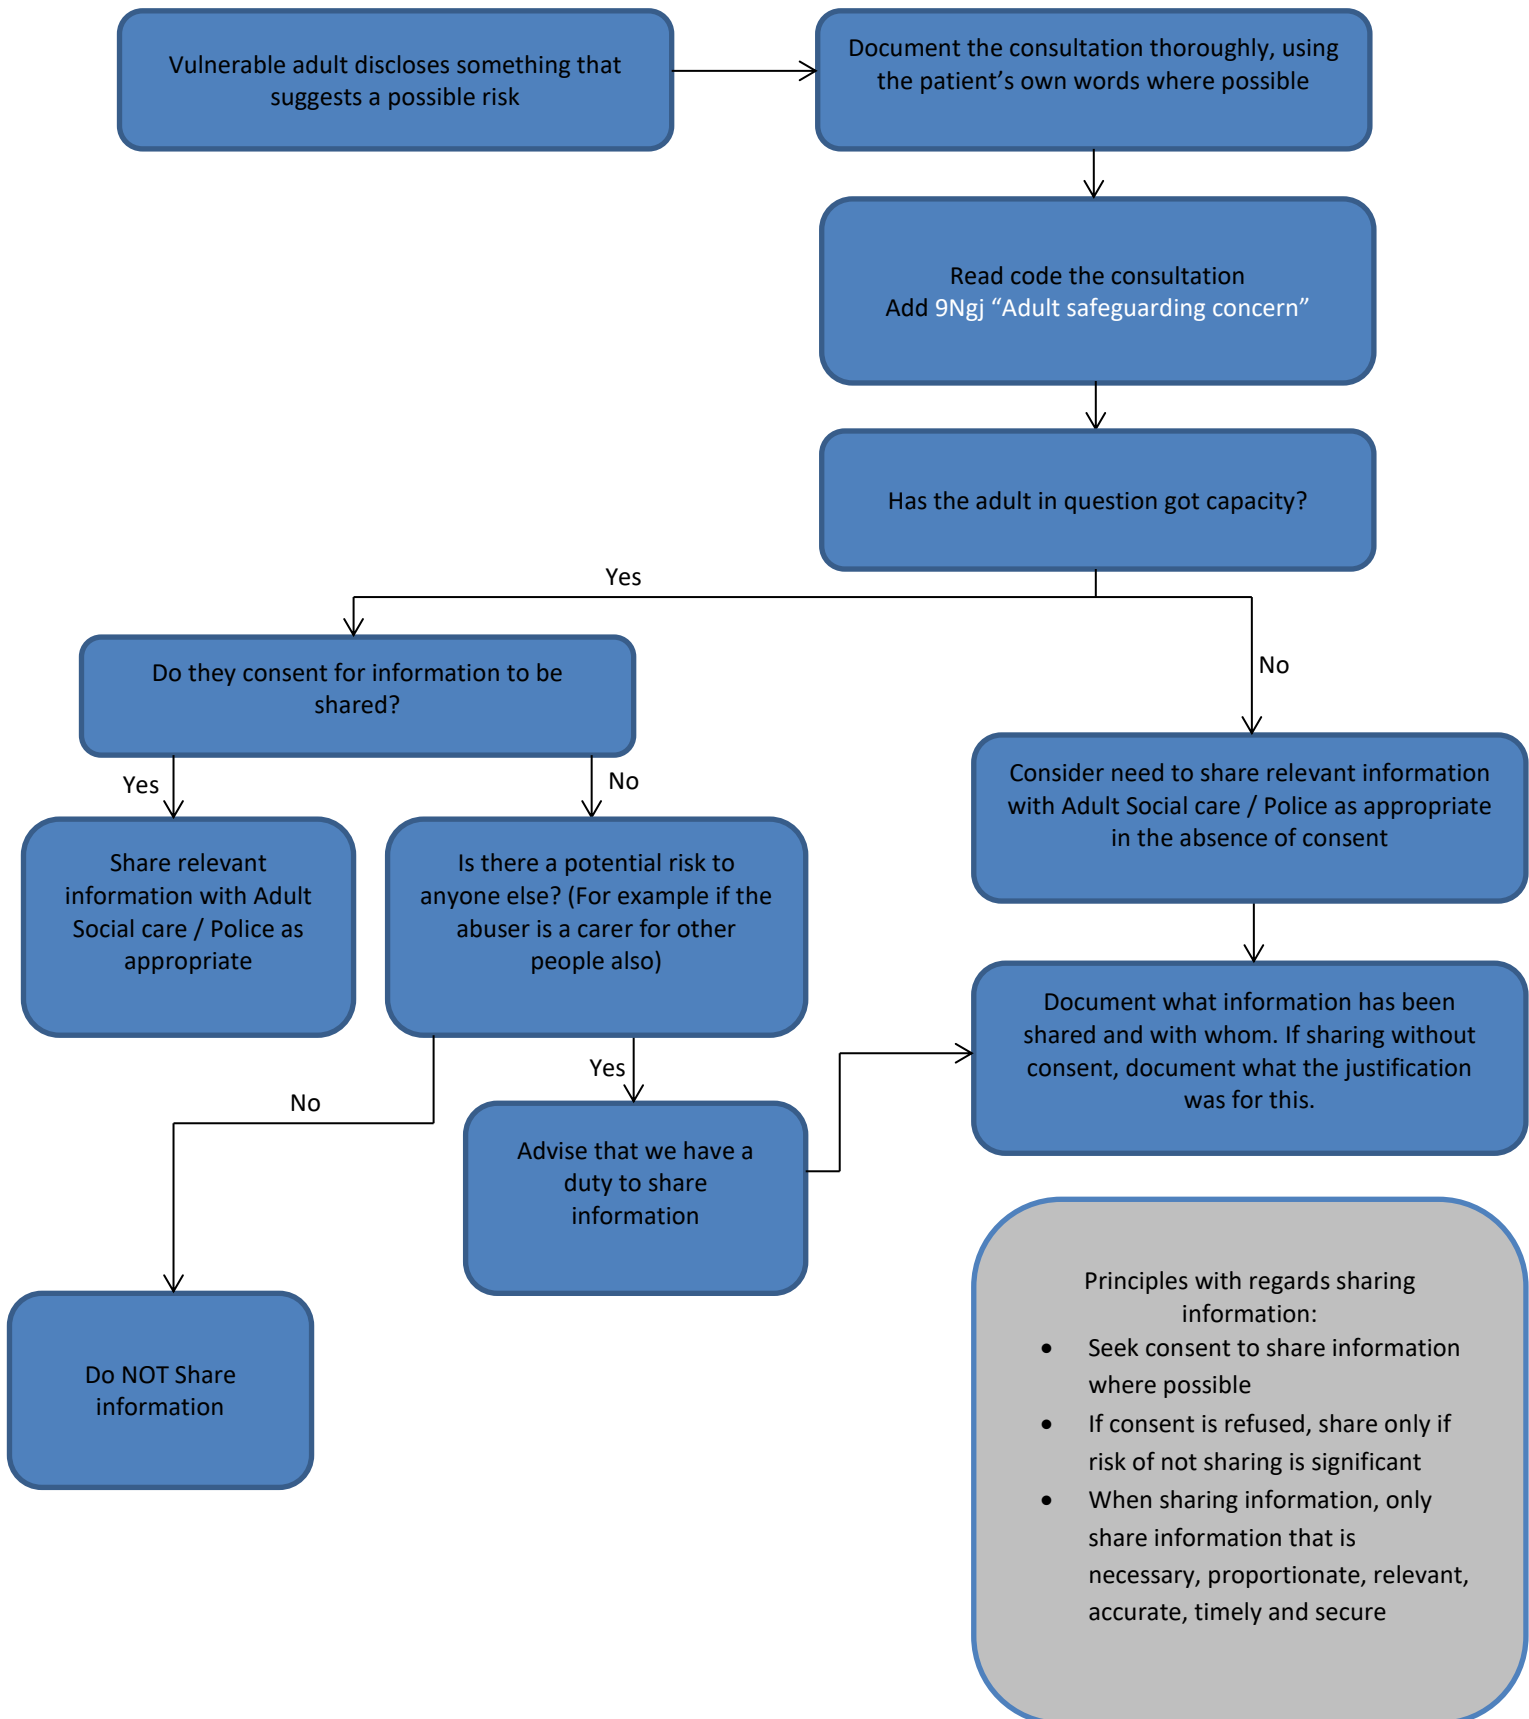 Vulnerable adult discloses something that
suggests a possible risk
Document the consultation thoroughly, using
the patient’s own words where possible
Read code the consultation
Add 9Ngj “Adult safeguarding concern”
Has the adult in question got capacity?
Yes
No
Do they consent for information to be
shared?
Yes
No
Consider need to share relevant information
with Adult Social care / Police as appropriate
in the absence of consent
Share relevant
information with Adult
Social care / Police as
appropriate
Is there a potential risk to
anyone else? (For example if the
abuser is a carer for other
people also)
Document what information has been
shared and with whom. If sharing without
consent, document what the justification
was for this.
Yes
No
Advise that we have a
duty to share
information
Do NOT Share
information
Principles with regards sharing
information:
• Seek consent to share information
where possible
• If consent is refused, share only if
risk of not sharing is significant
• When sharing information, only
share information that is
necessary, proportionate, relevant,
accurate, timely and secure